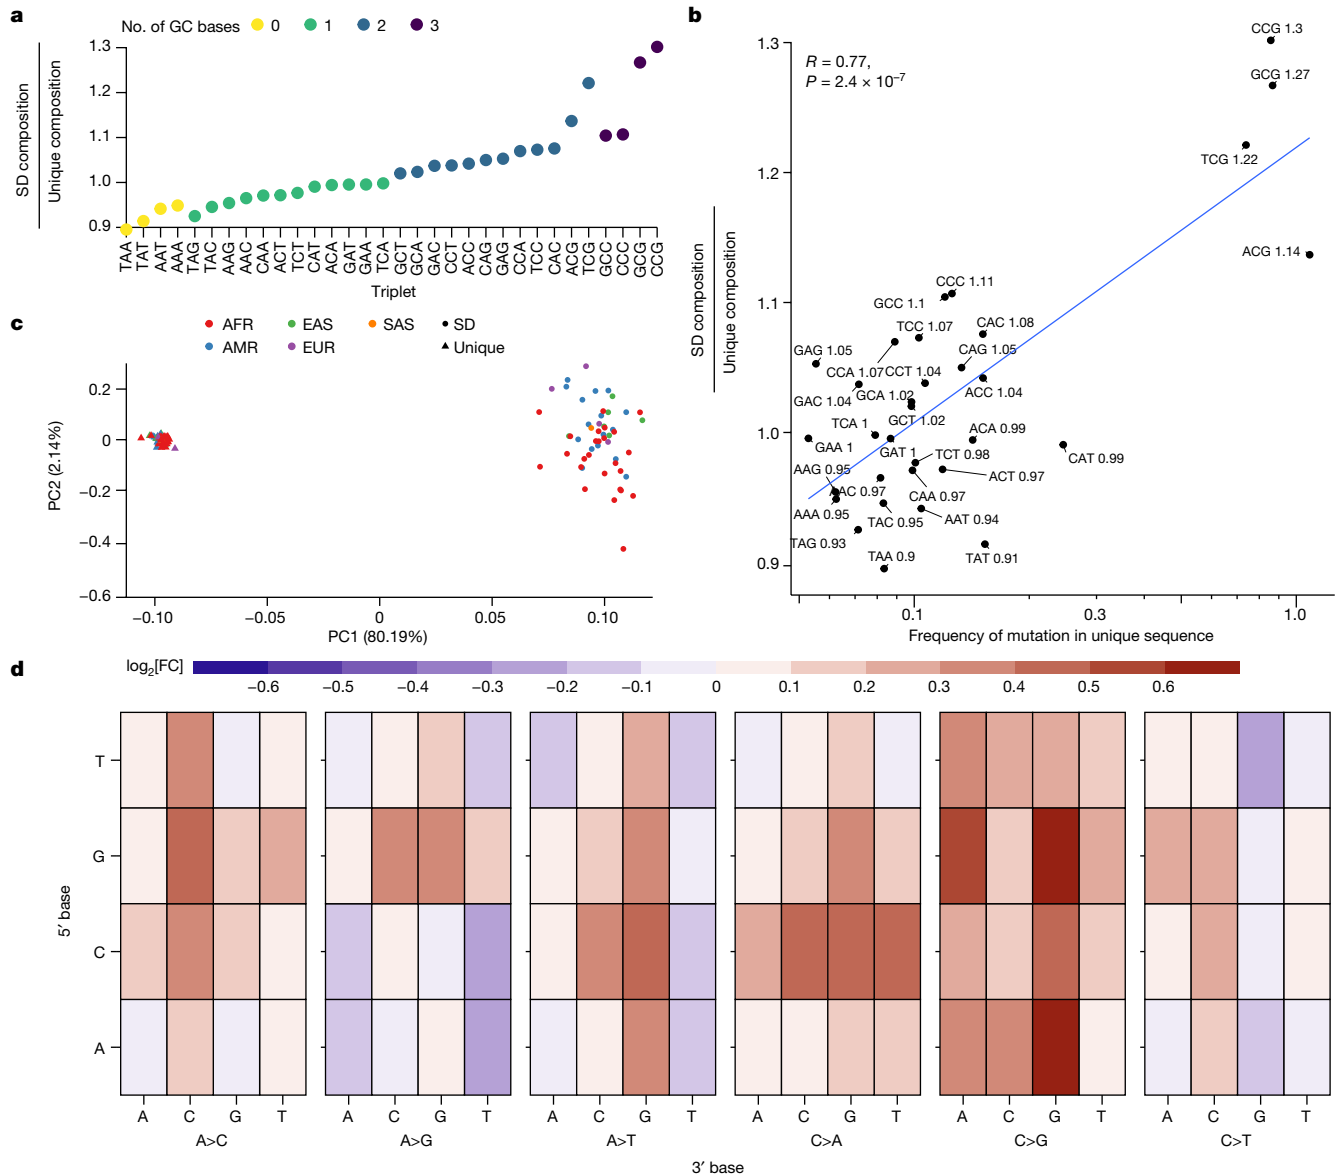 a
No. of GC bases 0 1 2 3
SD composition
Unique composition
1.3
1.2
1.1
1.0
0.9
TAA TAT AAT AAA TAG TAC AAG AAC CAA ACT TCT CAT ACA GAT GAA TCA GCT GCA GAC CCT ACC CAG GAG CCA TCC CAC ACG TCG GCC CCC GCG CCG
Triplet
b
R = 0.77,
P = 2.4 × 10⁻⁷
SD composition
Unique composition
1.3
1.2
1.1
1.0
0.9
CCG 1.3
GCG 1.27
TCG 1.22
ACG 1.14
CCC 1.11
GCC 1.1
TCC 1.07
CAC 1.08
GAG 1.05
CAG 1.05
CCA 1.07
CCT 1.04
GAC 1.04
GCA 1.02
ACC 1.04
TCA 1
GCT 1.02
ACA 0.99
GAA 1
GAT 1
TCT 0.98
CAT 0.99
AAG 0.95
ACT 0.97
AAC 0.97
CAA 0.97
AAA 0.95
TAC 0.95
AAT 0.94
TAG 0.93
TAA 0.9
TAT 0.91
0.1 0.3 1.0
Frequency of mutation in unique sequence
c
AFR EAS SAS SD
AMR EUR Unique
PC2 (2.14%)
0.2
0
−0.2
−0.4
−0.6
−0.10 −0.05 0 0.05 0.10
PC1 (80.19%)
d
log₂[FC]
−0.6 −0.5 −0.4 −0.3 −0.2 −0.1 0 0.1 0.2 0.3 0.4 0.5 0.6
5′ base
T
G
C
A
A C G T A C G T A C G T A C G T A C G T A C G T
A>C A>G A>T C>A C>G C>T
3′ base